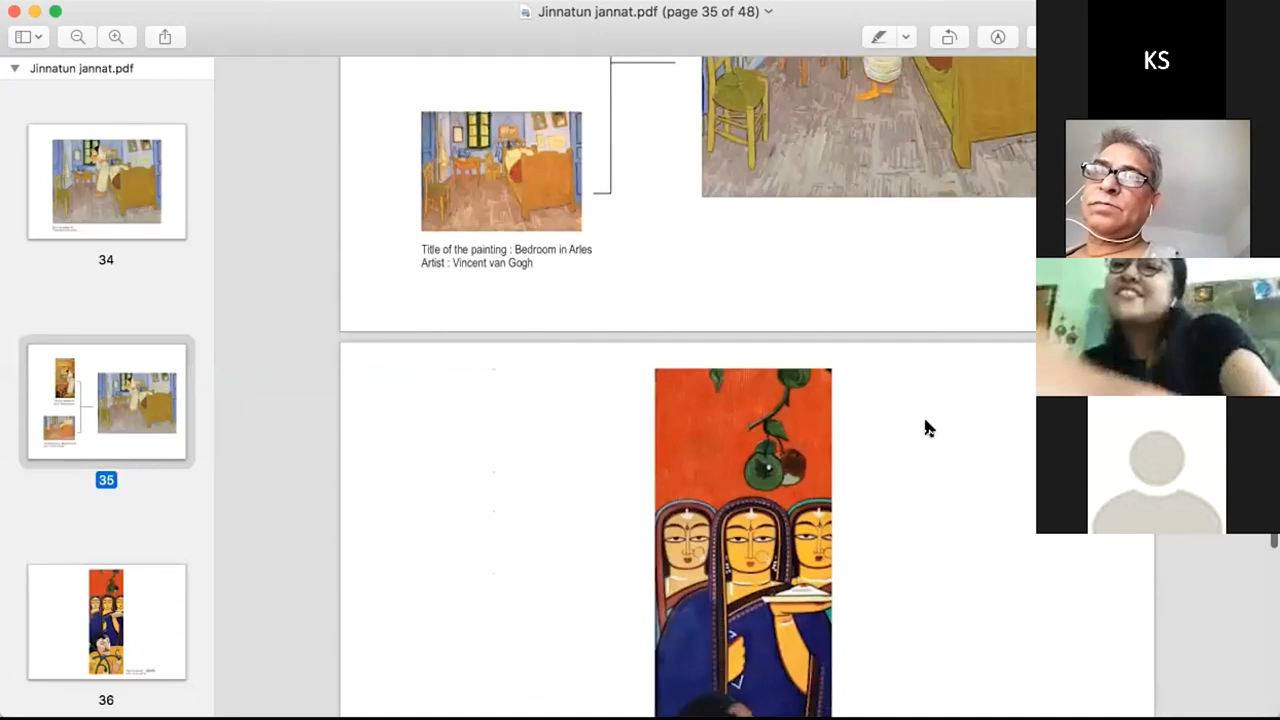 Jinnatun jannat.pdf (page 35 of 48)
Jinnatun jannat.pdf
KS
34
Title of the painting : Bedroom in Arles
Artist : Vincent van Gogh
35
36